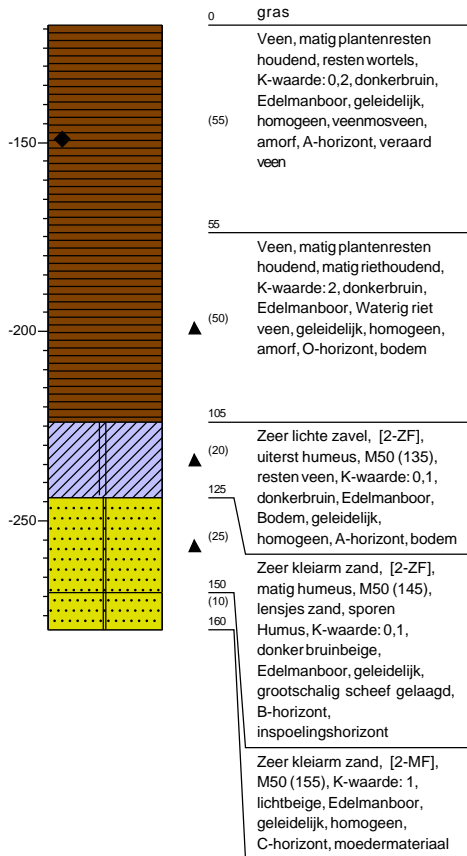 0 gras
Veen, matig plantenresten
houdend, resten wortels,
K-waarde: 0,2, donkerbruin,
Edelmanboor, geleidelijk,
(55)
homogeen, veenmosveen,
-150
amorf, A-horizont, veraard
veen
55
Veen, matig plantenresten
houdend, matig riethoudend,
K-waarde: 2, donkerbruin,
(50)
Edelmanboor, Waterig riet
-200
veen, geleidelijk, homogeen,
amorf, O-horizont, bodem
105
Zeer lichte zavel, [2-ZF],
(20)
uiterst humeus, M50 (135),
resten veen, K-waarde: 0,1,
125
donkerbruin, Edelmanboor,
Bodem, geleidelijk,
-250
(25)
homogeen, A-horizont, bodem
Zeer kleiarm zand, [2-ZF],
150
matig humeus, M50 (145),
(10)
lensjes zand, sporen
160
Humus, K-waarde: 0,1,
donker bruinbeige,
Edelmanboor, geleidelijk,
grootschalig scheef gelaagd,
B-horizont,
inspoelingshorizont
Zeer kleiarm zand, [2-MF],
M50 (155), K-waarde: 1,
lichtbeige, Edelmanboor,
geleidelijk, homogeen,
C-horizont, moedermateriaal